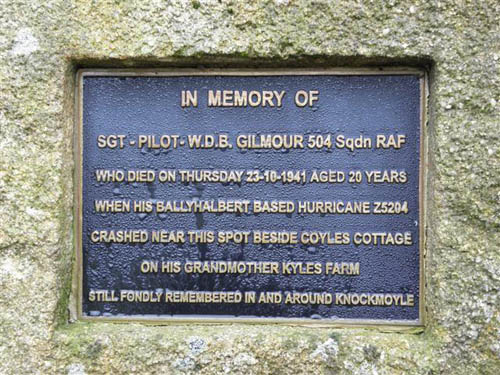 IN MEMORY OF
SGT - PILOT - W.D.B. GILMOUR 504 Sqdn RAF
WHO DIED ON THURSDAY 23-10-1941 AGED 20 YEARS
WHEN HIS BALLYHALBERT BASED HURRICANE Z5204
CRASHED NEAR THIS SPOT BESIDE COYLES COTTAGE
ON HIS GRANDMOTHER KYLES FARM
STILL FONDLY REMEMBERED IN AND AROUND KNOCKMOYLE